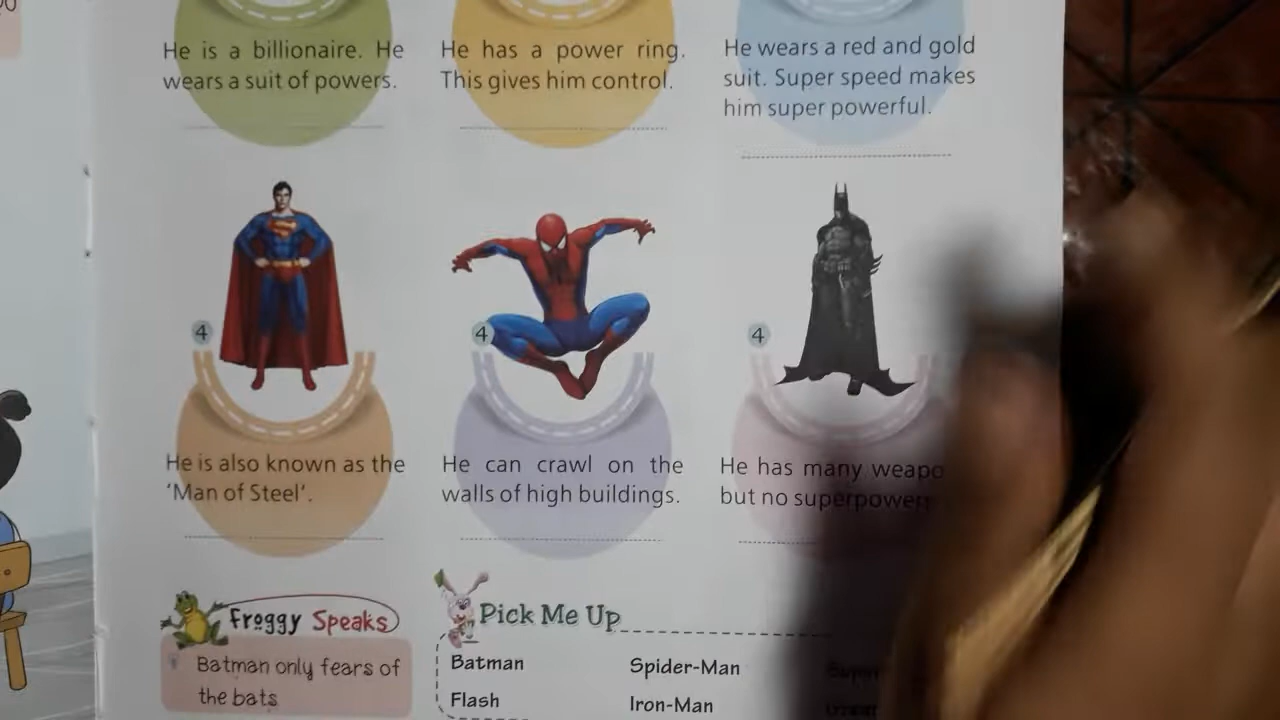 He is a billionaire. He
wears a suit of powers.
He has a power ring.
This gives him control.
He wears a red and gold
suit. Super speed makes
him super powerful.
4
4
4
He is also known as the
‘Man of Steel’.
He can crawl on the
walls of high buildings.
He has many
but no
Froggy Speaks
Batman only fears of
the bats
Pick Me Up
Batman Spider-Man
Flash Iron-Man